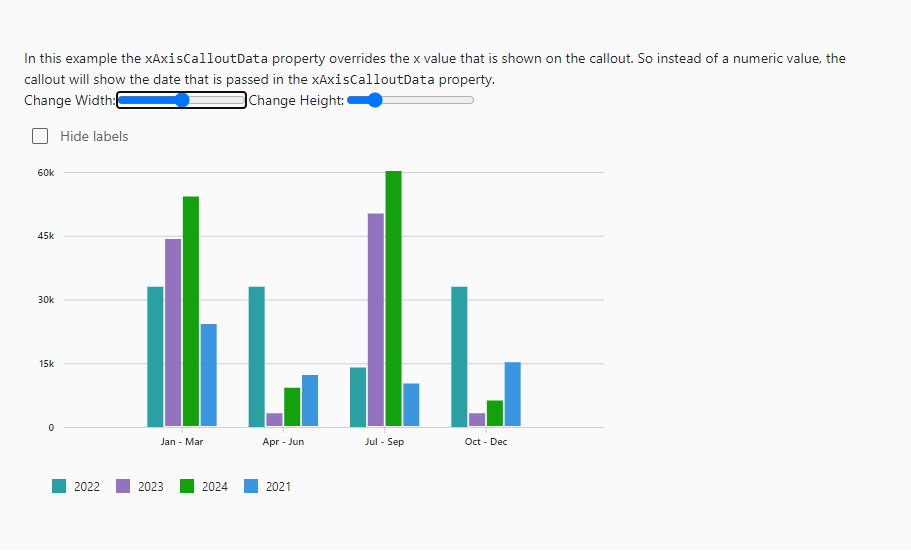 In this example the xAxisCalloutData property overrides the x value that is shown on the callout. So instead of a numeric value, the
callout will show the date that is passed in the xAxisCalloutData property.
Change Width: Change Height:
Hide labels
60k
45k
30k
15k
0
Jan - Mar Apr - Jun Jul - Sep Oct - Dec
2022 2023 2024 2021